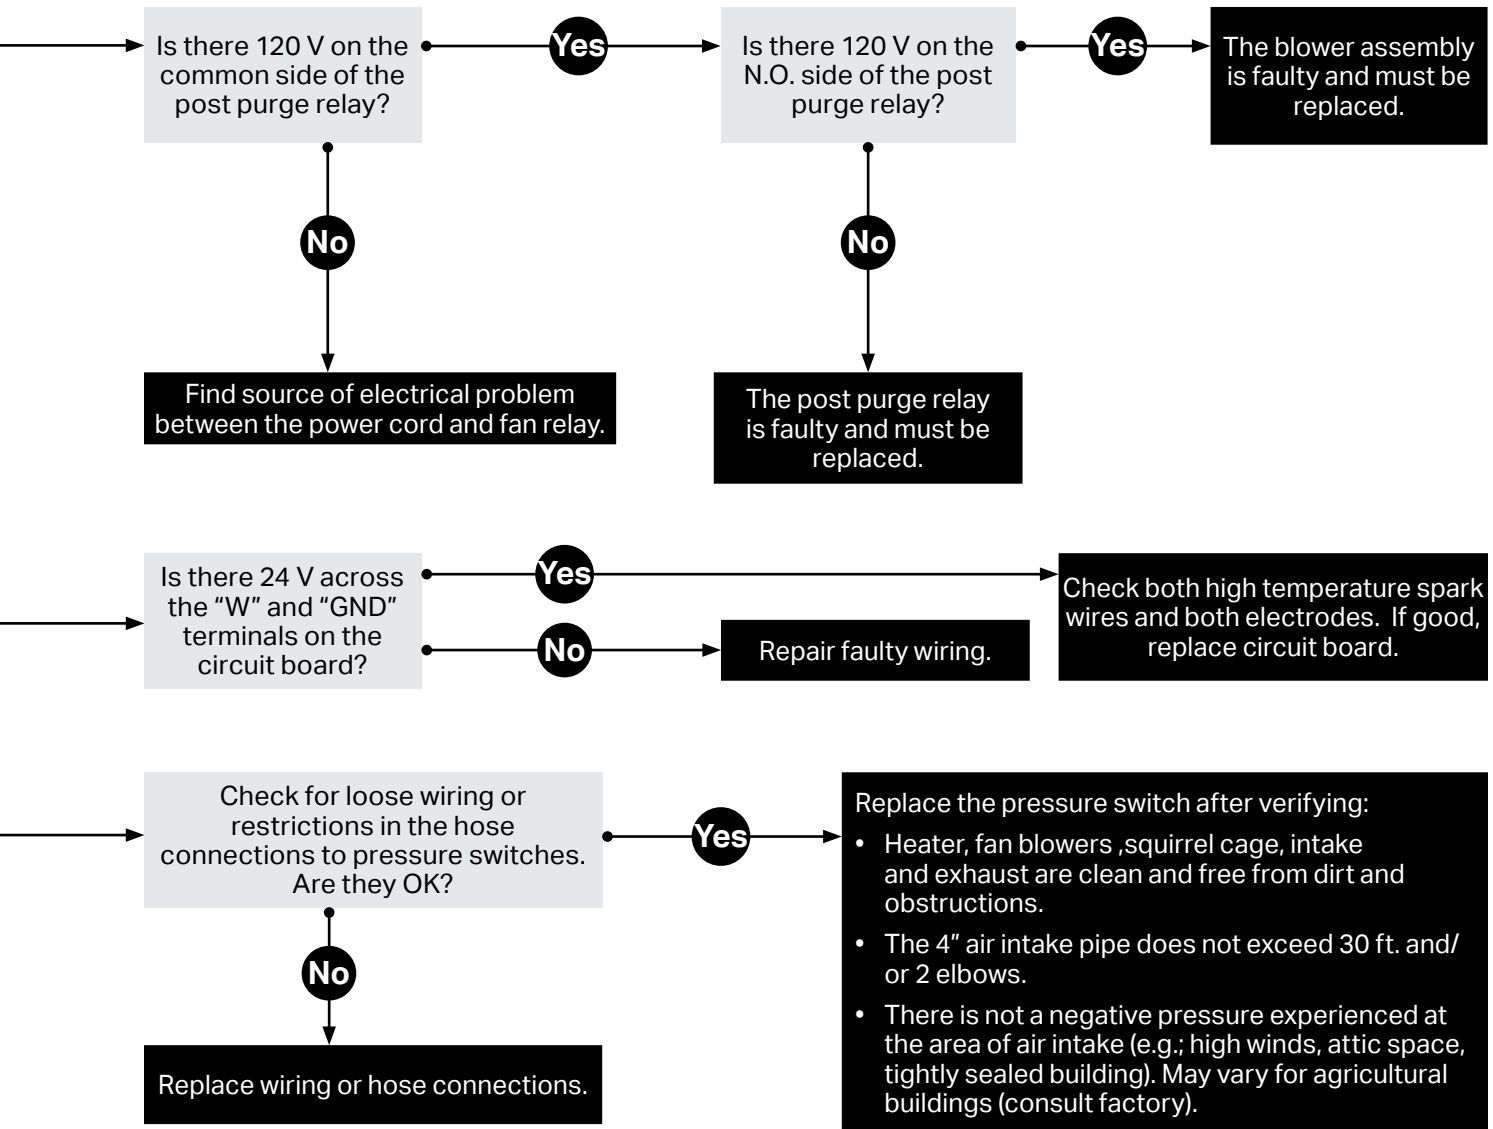 Is there 120 V on the
common side of the
post purge relay?
Yes
Is there 120 V on the
N.O. side of the post
purge relay?
Yes
The blower assembly
is faulty and must be
replaced.
No
No
Find source of electrical problem
between the power cord and fan relay.
The post purge relay
is faulty and must be
replaced.
Is there 24 V across
the “W” and “GND”
terminals on the
circuit board?
Yes
Check both high temperature spark
wires and both electrodes. If good,
replace circuit board.
No
Repair faulty wiring.
Check for loose wiring or
restrictions in the hose
connections to pressure switches.
Are they OK?
Yes
Replace the pressure switch after verifying:
• Heater, fan blowers ,squirrel cage, intake
and exhaust are clean and free from dirt and
obstructions.
• The 4” air intake pipe does not exceed 30 ft. and/
or 2 elbows.
• There is not a negative pressure experienced at
the area of air intake (e.g.; high winds, attic space,
tightly sealed building). May vary for agricultural
buildings (consult factory).
No
Replace wiring or hose connections.